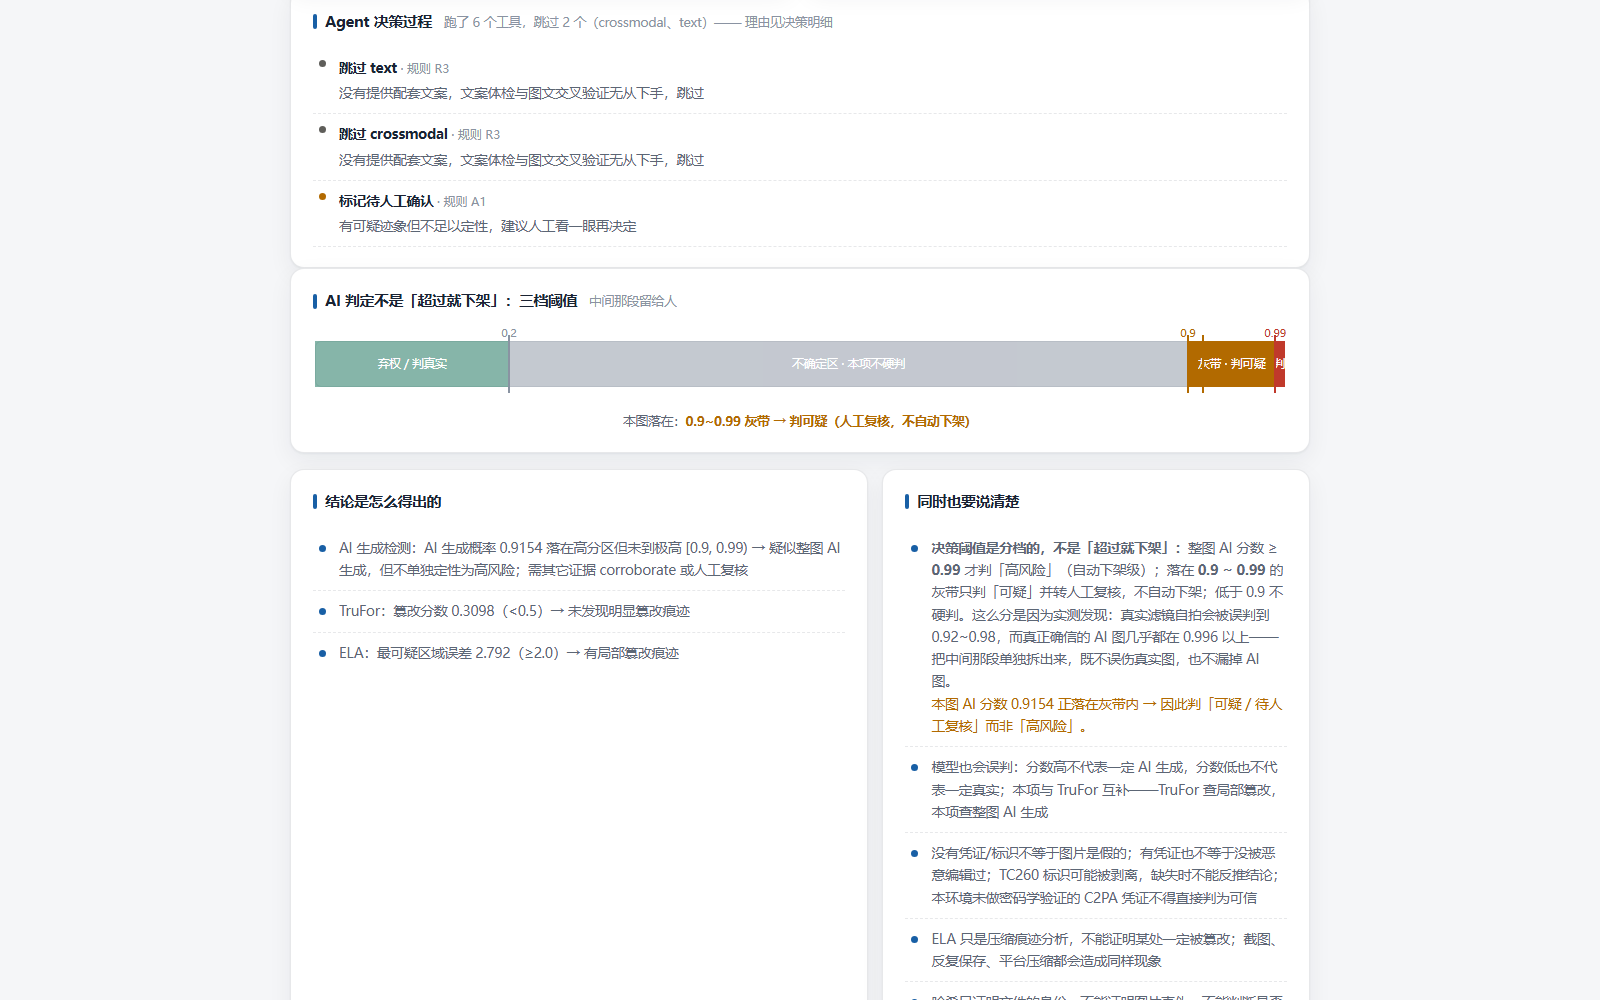 Agent 决策过程 跑了 6 个工具，跳过 2 个（crossmodal、text）—— 理由见决策明细
跳过 text · 规则 R3
没有提供配套文案，文案体检与图文交叉验证无从下手，跳过
跳过 crossmodal · 规则 R3
没有提供配套文案，文案体检与图文交叉验证无从下手，跳过
标记待人工确认 · 规则 A1
有可疑迹象但不足以定性，建议人工看一眼再决定
AI 判定不是「超过就下架」：三档阈值 中间那段留给人
0.2 0.9 0.99
弃权 / 判真实 不确定区 · 本项不硬判 灰带 · 判可疑 判
本图落在：0.9~0.99 灰带 → 判可疑（人工复核，不自动下架）
结论是怎么得出的
AI 生成检测：AI 生成概率 0.9154 落在高分区但未到极高 [0.9, 0.99) → 疑似整图 AI
生成，但不单独定性为高风险；需其它证据 corroborate 或人工复核
TruFor：篡改分数 0.3098（<0.5）→ 未发现明显篡改痕迹
ELA：最可疑区域误差 2.792（≥2.0）→ 有局部篡改痕迹
同时也要说清楚
决策阈值是分档的，不是「超过就下架」：整图 AI 分数 ≥
0.99 才判「高风险」（自动下架级）；落在 0.9 ~ 0.99 的
灰带只判「可疑」并转人工复核，不自动下架；低于 0.9 不
硬判。这么分是因为实测发现：真实滤镜自拍会被误判到
0.92~0.98，而真正确信的 AI 图几乎都在 0.996 以上——
把中间那段单独拆出来，既不误伤真实图，也不漏掉 AI
图。
本图 AI 分数 0.9154 正落在灰带内 → 因此判「可疑 / 待人
工复核」而非「高风险」。
模型也会误判：分数高不代表一定 AI 生成，分数低也不代
表一定真实；本项与 TruFor 互补——TruFor 查局部篡改，
本项查整图 AI 生成
没有凭证/标识不等于图片是假的；有凭证也不等于没被恶
意编辑过；TC260 标识可能被剥离，缺失时不能反推结论；
本环境未做密码学验证的 C2PA 凭证不得直接判为可信
ELA 只是压缩痕迹分析，不能证明某处一定被篡改；截图、
反复保存、平台压缩都会造成同样现象